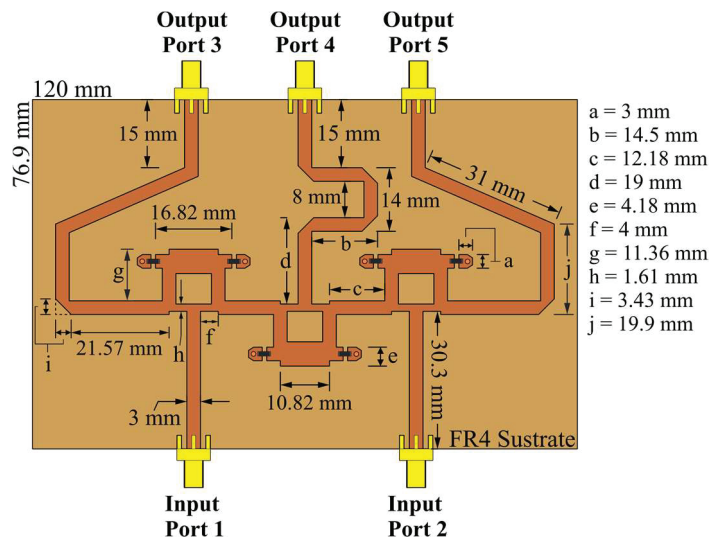 Output
Port 3
Output
Port 4
Output
Port 5
120 mm
76.9 mm
15 mm
15 mm
31 mm
8 mm
14 mm
16.82 mm
b
g
d
a
j
c
i
21.57 mm
h
f
e
10.82 mm
3 mm
30.3 mm
FR4 Sustrate
Input
Port 1
Input
Port 2
a = 3 mm
b = 14.5 mm
c = 12.18 mm
d = 19 mm
e = 4.18 mm
f = 4 mm
g = 11.36 mm
h = 1.61 mm
i = 3.43 mm
j = 19.9 mm